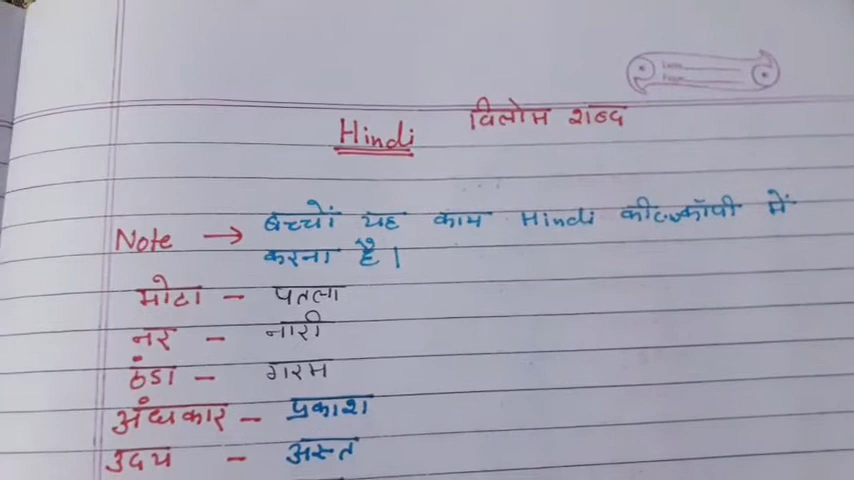 Hindi विलोम शब्द
Note → बच्चों यह काम Hindi की कॉपी में
करना है।
मोटा - पतला
नर - नारी
ठंडा - गरम
अंधकार - प्रकाश
उदय - अस्त